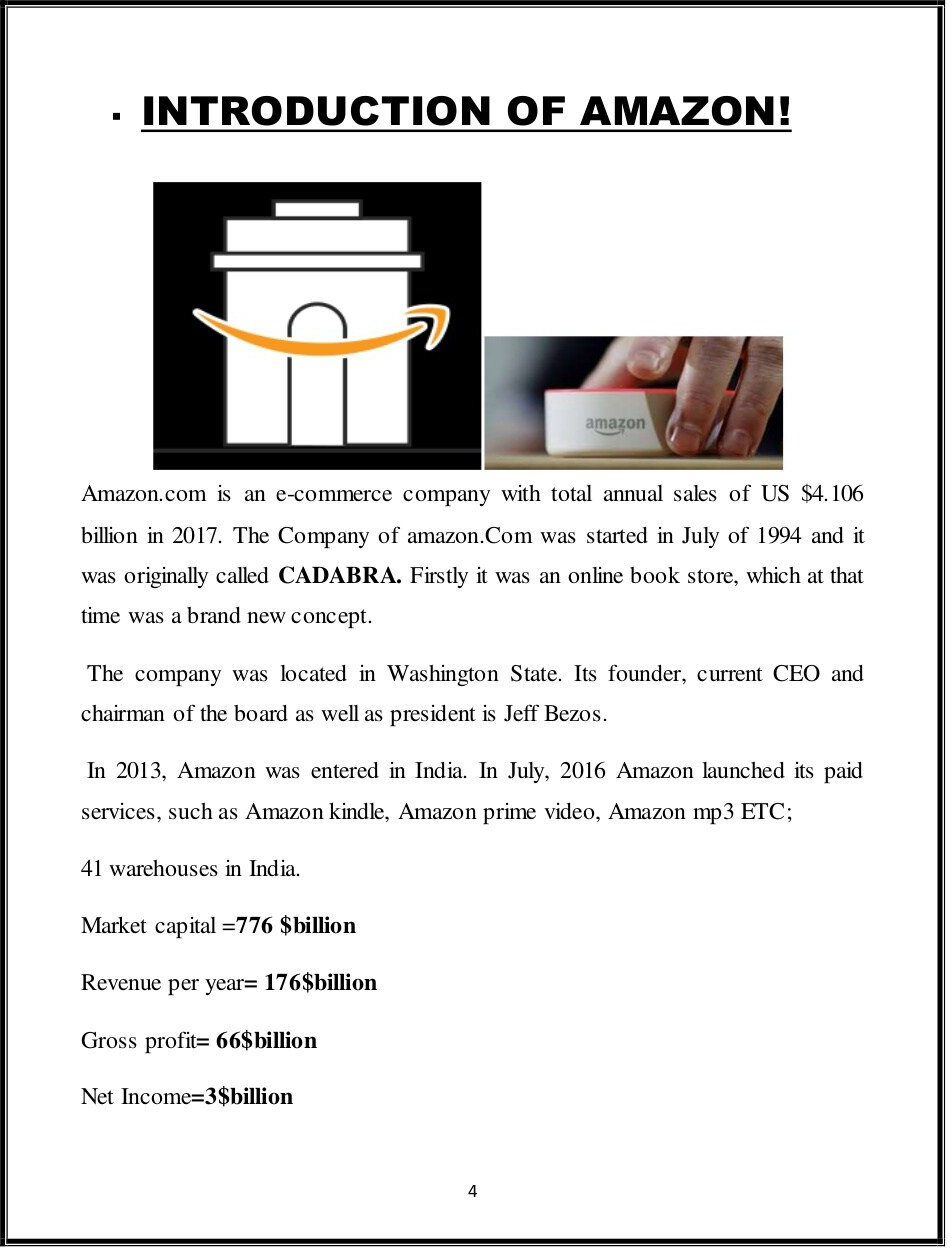 ▪ INTRODUCTION OF AMAZON!
amazon
Amazon.com is an e-commerce company with total annual sales of US $4.106
billion in 2017. The Company of amazon.Com was started in July of 1994 and it
was originally called CADABRA. Firstly it was an online book store, which at that
time was a brand new concept.
The company was located in Washington State. Its founder, current CEO and
chairman of the board as well as president is Jeff Bezos.
In 2013, Amazon was entered in India. In July, 2016 Amazon launched its paid
services, such as Amazon kindle, Amazon prime video, Amazon mp3 ETC;
41 warehouses in India.
Market capital =776 $billion
Revenue per year= 176$billion
Gross profit= 66$billion
Net Income=3$billion
4